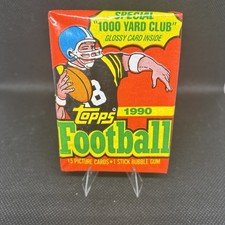 SPECIAL
"1000 YARD CLUB"
GLOSSY CARD INSIDE
8
TOPPS
1990
Football
15 PICTURE CARDS • 1 STICK BUBBLE GUM